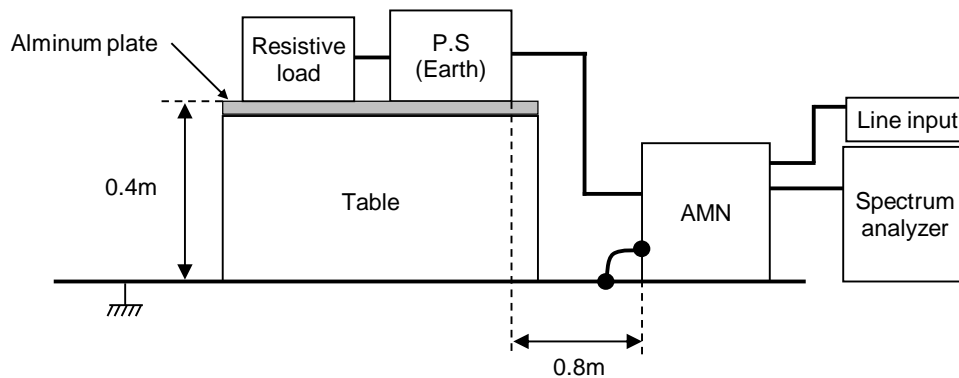 Alminum plate
Resistive
load
P.S
(Earth)
Line input
0.4m
Table
AMN
Spectrum
analyzer
0.8m